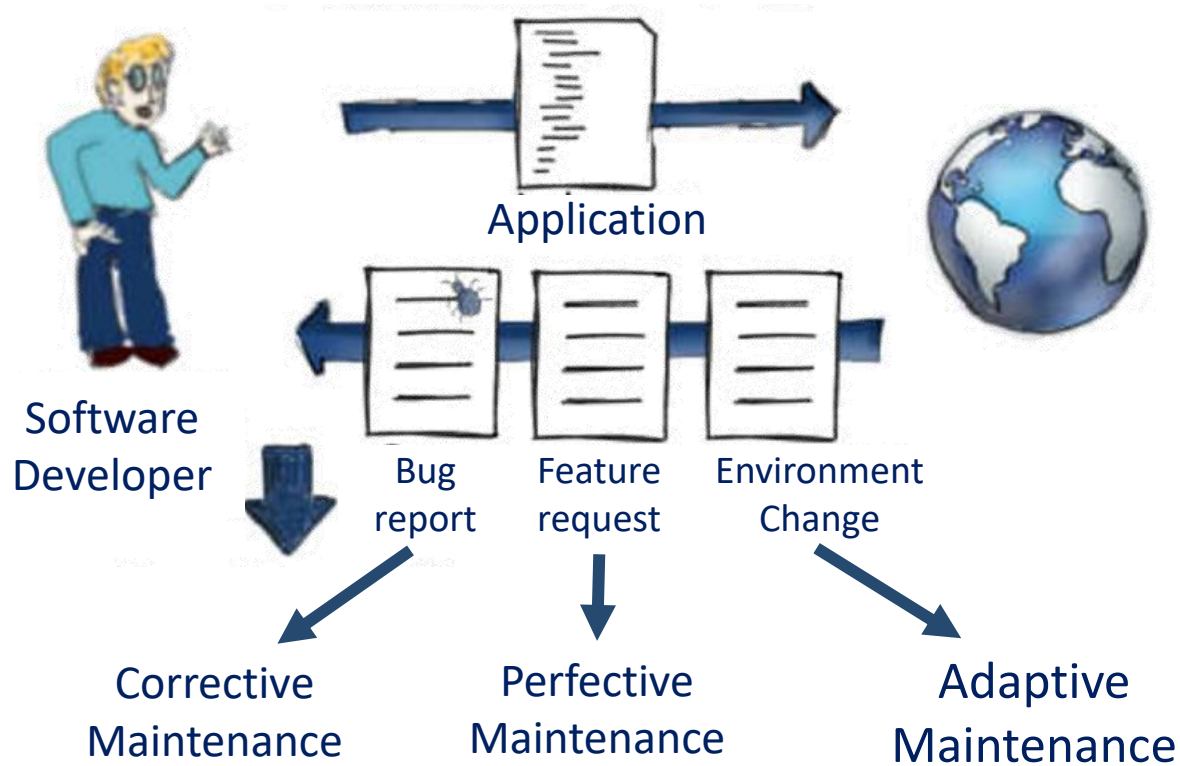 Application
Software
Developer
Bug
report
Feature
request
Environment
Change
Corrective
Maintenance
Perfective
Maintenance
Adaptive
Maintenance